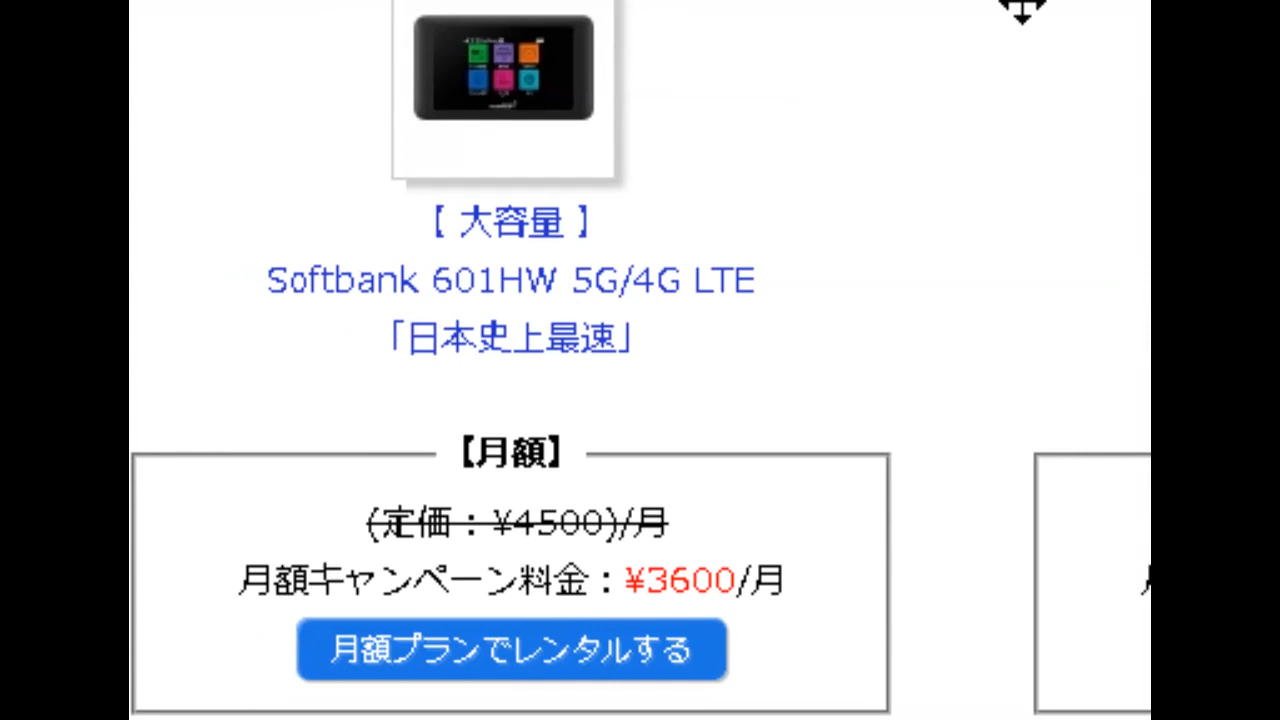 【 大容量 】
Softbank 601HW 5G/4G LTE
「日本史上最速」
【月額】
(定価：¥4500)/月
月額キャンペーン料金：¥3600/月
月額プランでレンタルする